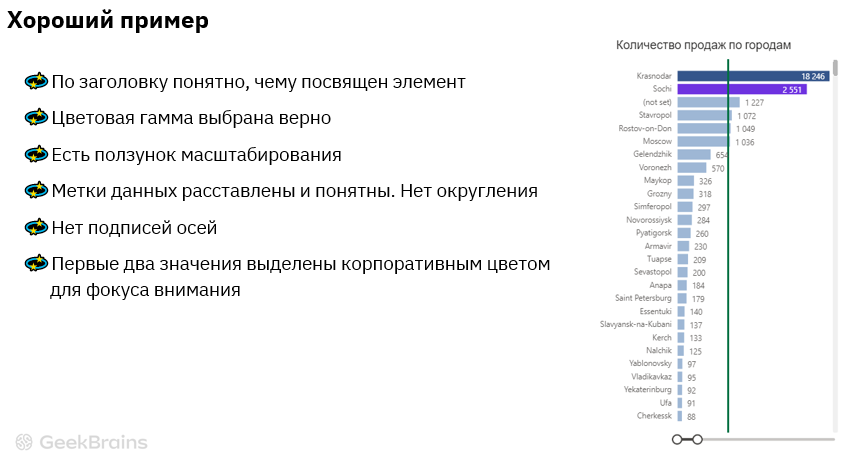 Хороший пример
По заголовку понятно, чему посвящен элемент
Цветовая гамма выбрана верно
Есть ползунок масштабирования
Метки данных расставлены и понятны. Нет округления
Нет подписей осей
Первые два значения выделены корпоративным цветом
для фокуса внимания
Количество продаж по городам
Krasnodar 18 246
Sochi 2 551
(not set) 1 227
Stavropol 1 072
Rostov-on-Don 1 049
Moscow 1 036
Gelendzhik 654
Voronezh 570
Maykop 326
Grozny 318
Simferopol 297
Novorossiysk 284
Pyatigorsk 260
Armavir 230
Tuapse 209
Sevastopol 200
Anapa 184
Saint Petersburg 179
Essentuki 140
Slavyansk-na-Kubani 137
Kerch 133
Nalchik 125
Yablonovsky 97
Vladikavkaz 95
Yekaterinburg 92
Ufa 91
Cherkessk 88
GeekBrains